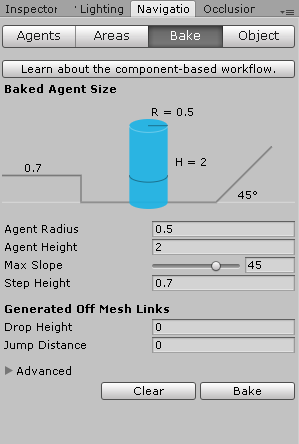 Inspector Lighting Navigatio Occlusior
Agents Areas Bake Object
Learn about the component-based workflow.
Baked Agent Size
R = 0.5
0.7
H = 2
45°
Agent Radius 0.5
Agent Height 2
Max Slope 45
Step Height 0.7
Generated Off Mesh Links
Drop Height 0
Jump Distance 0
Advanced
Clear Bake